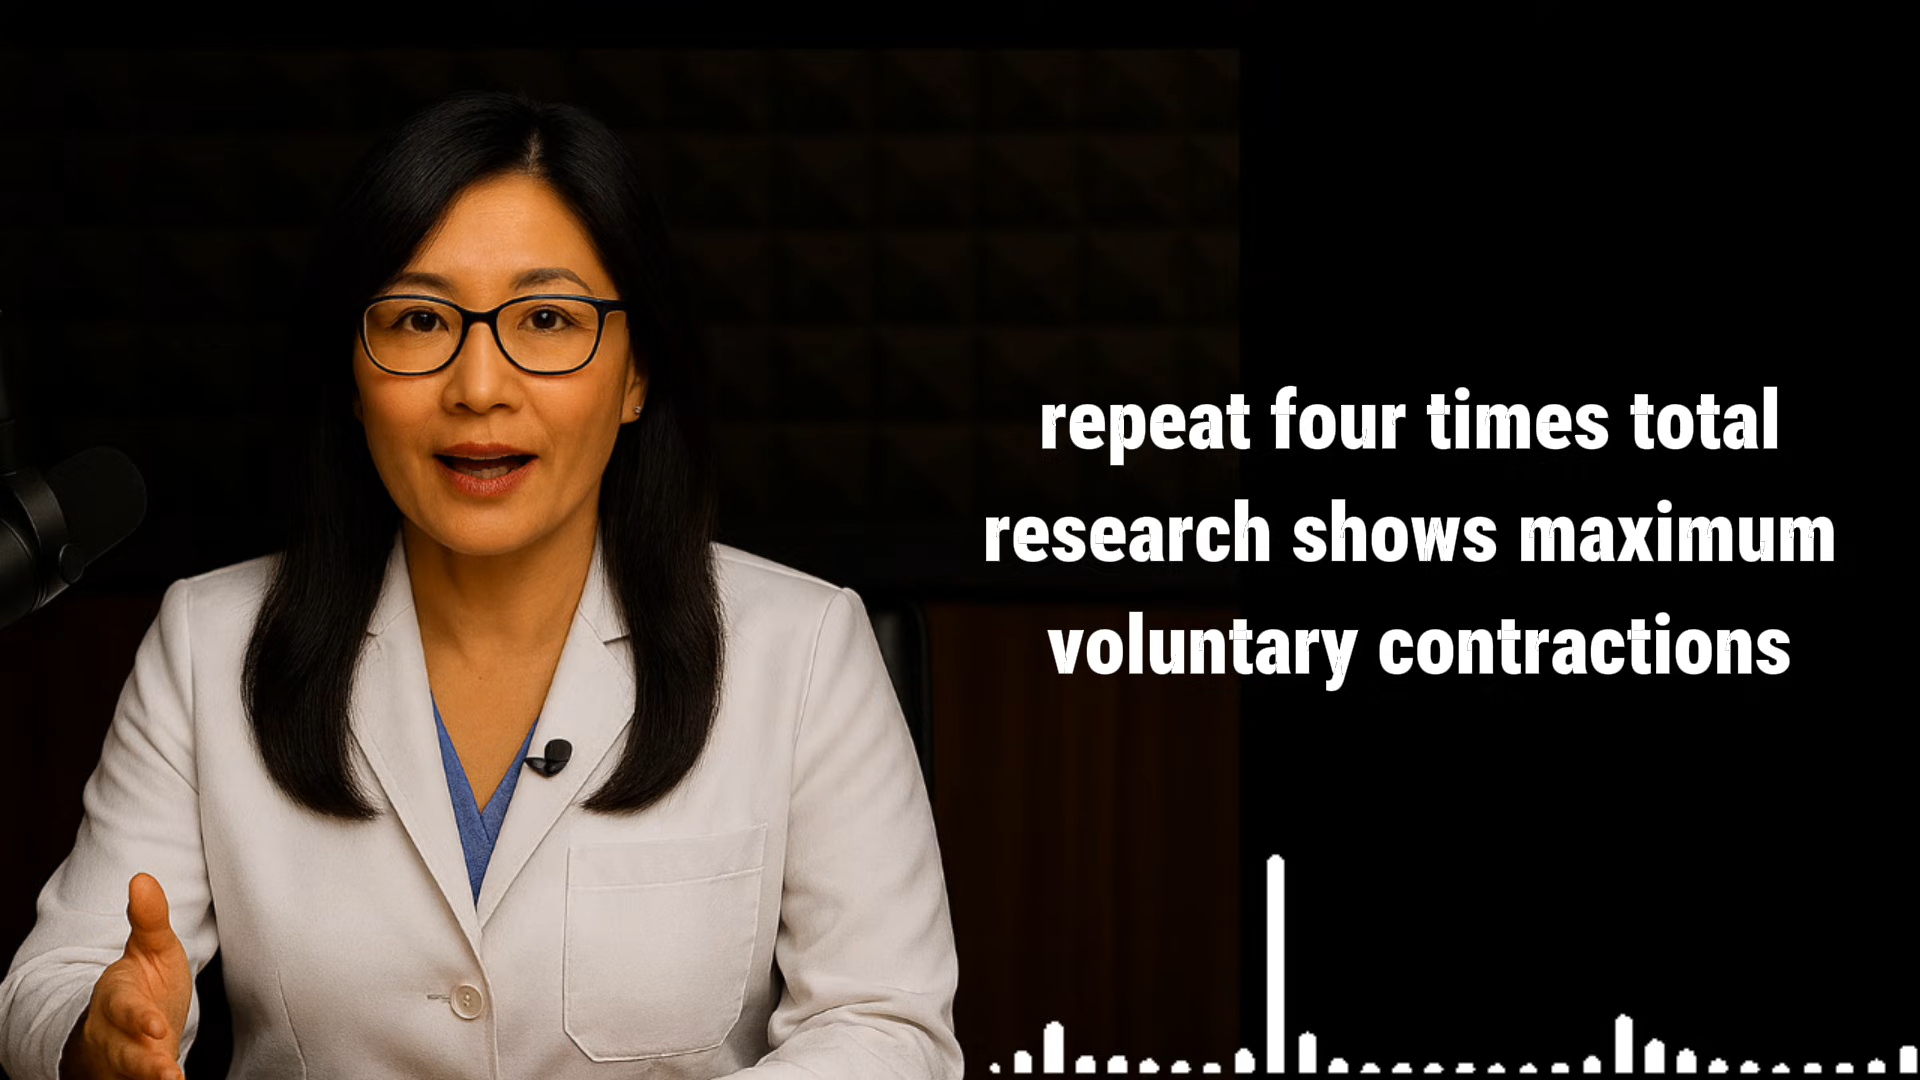 repeat four times total
research shows maximum
voluntary contractions